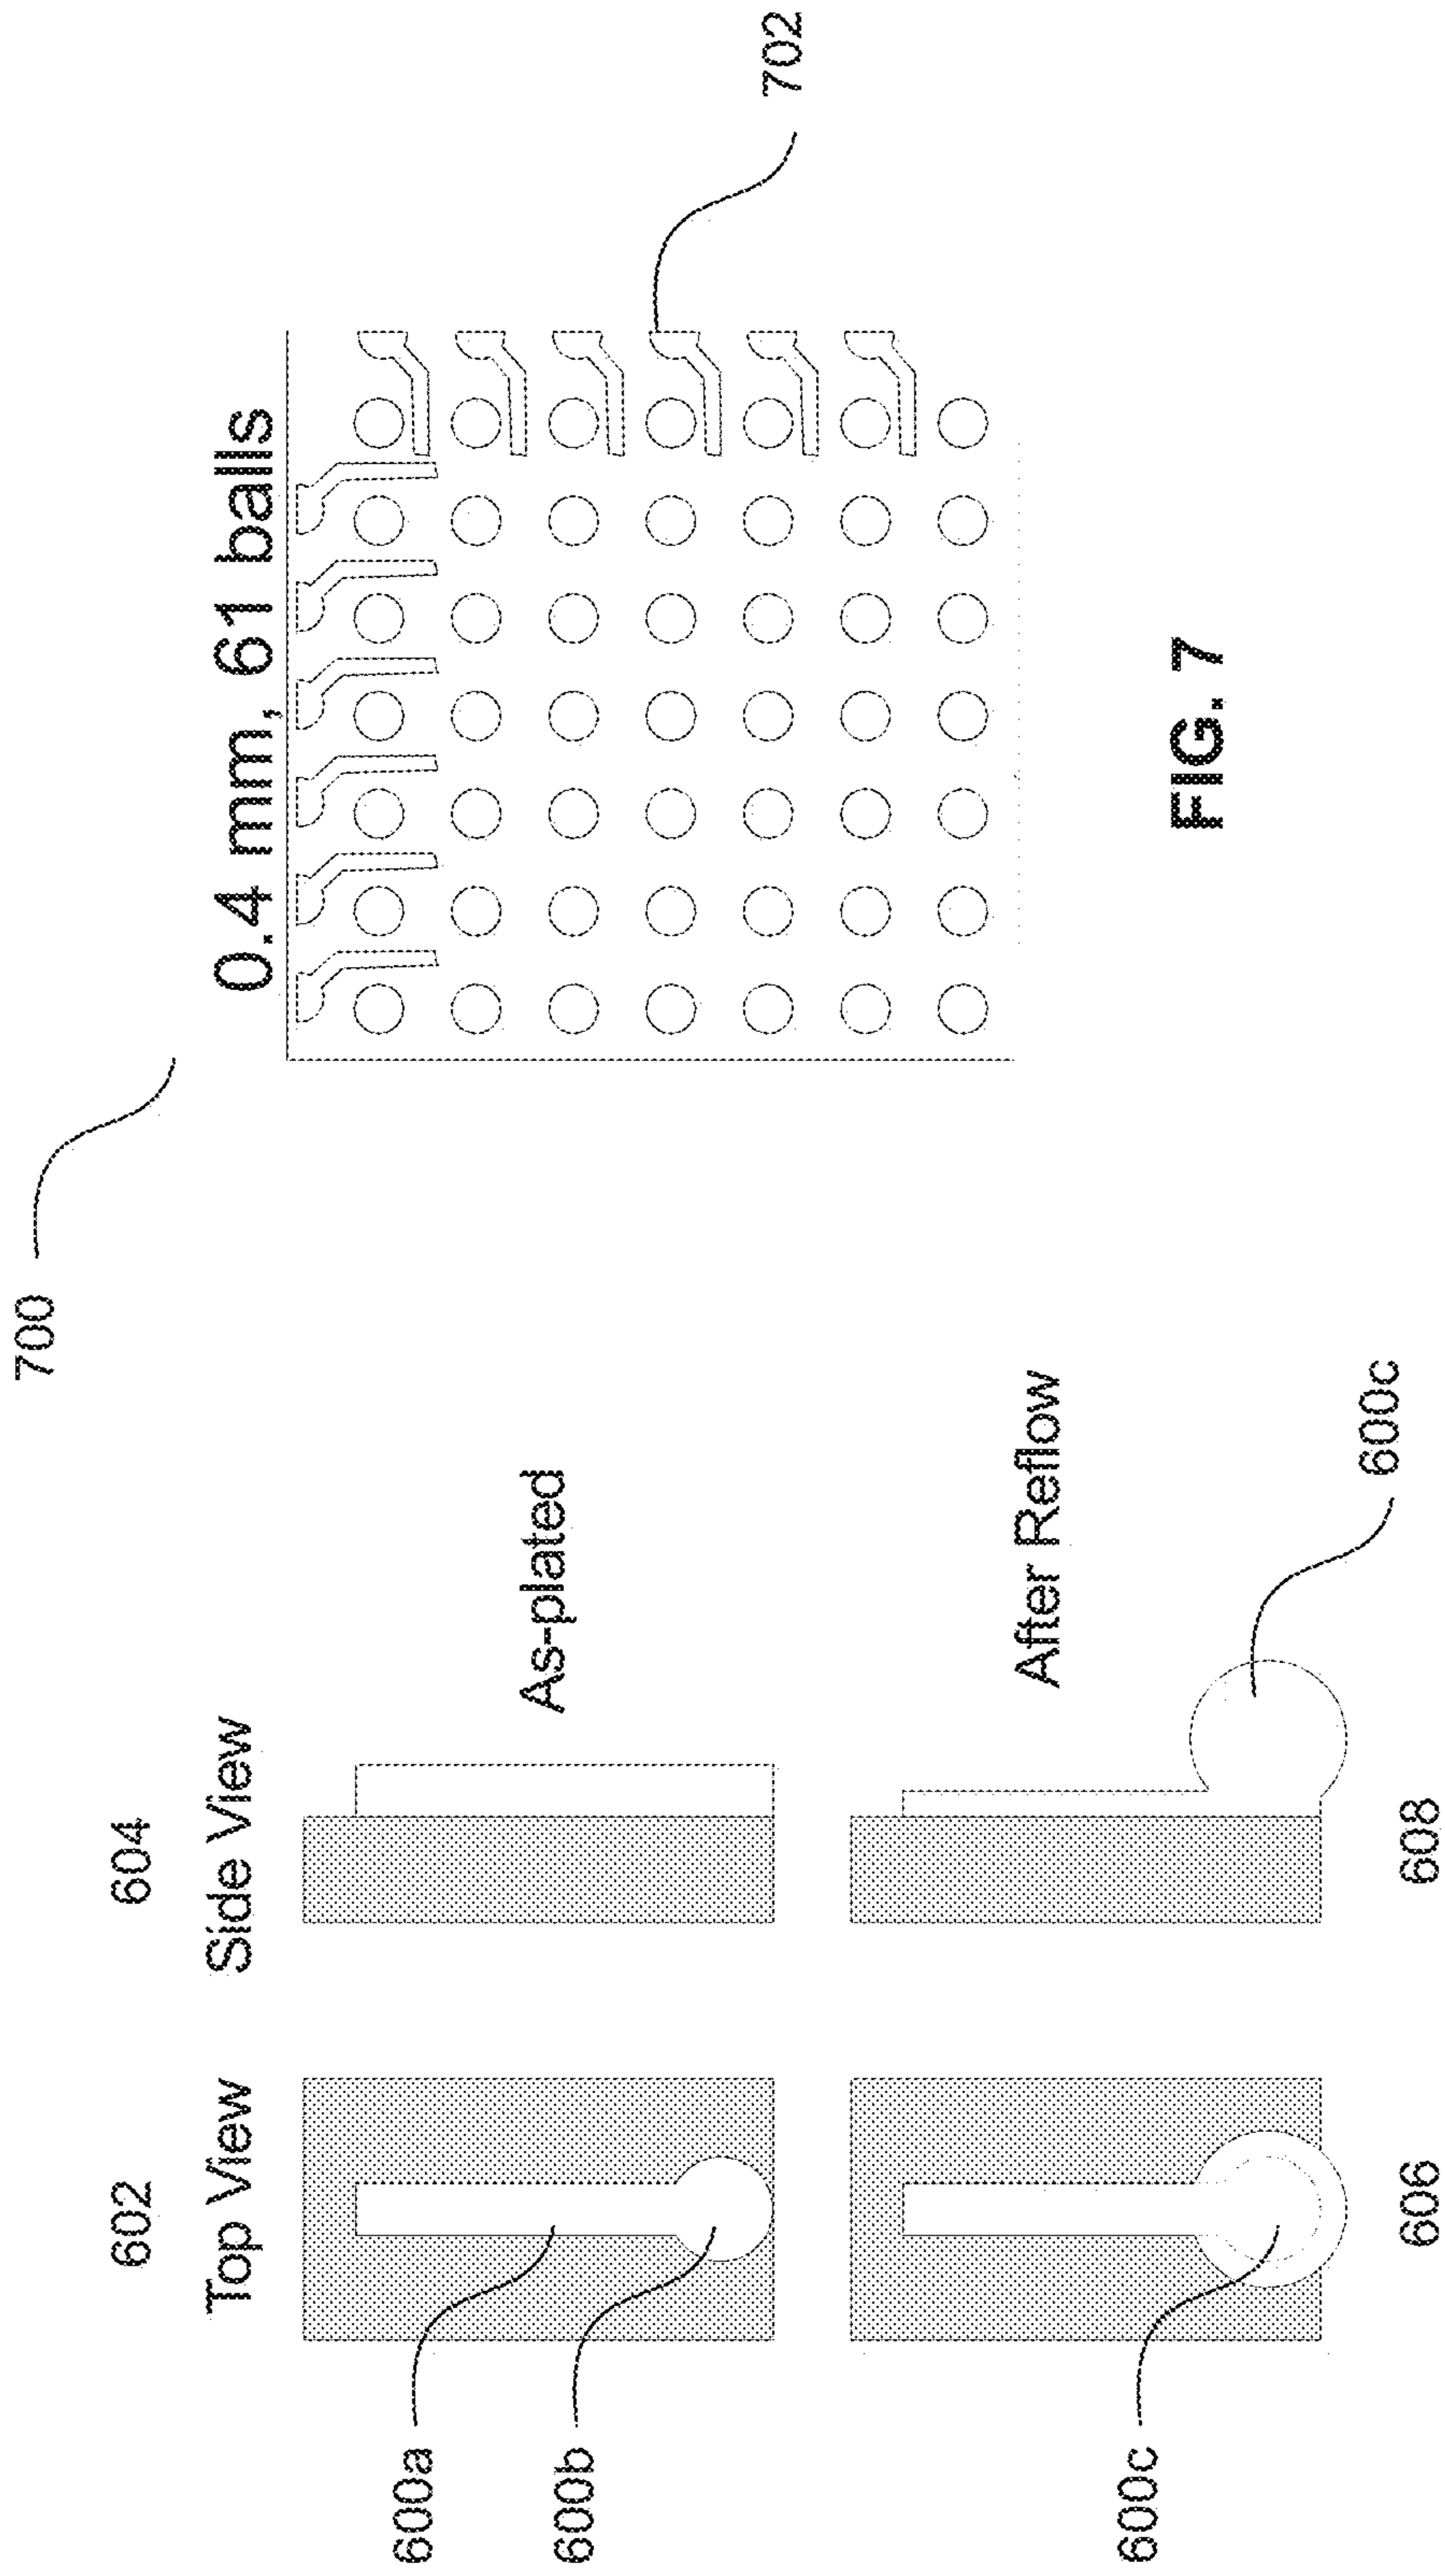 700
602 604
Top View Side View
0.4 mm, 61 balls
600a
As-plated
600b
702
After Reflow
600c
FIG. 7
600c
606 608